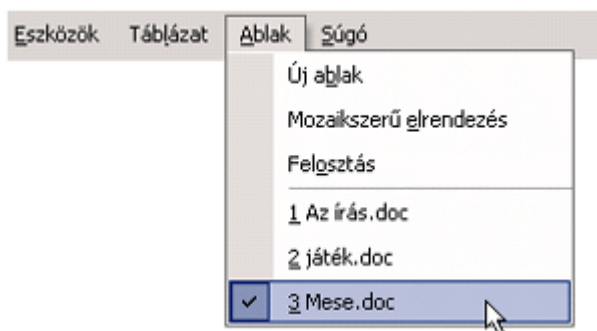 Eszközök Táblázat Ablak Súgó
Új ablak
Mozaikszerű elrendezés
Felosztás
1 Az írás.doc
2 játék.doc
3 Mese.doc